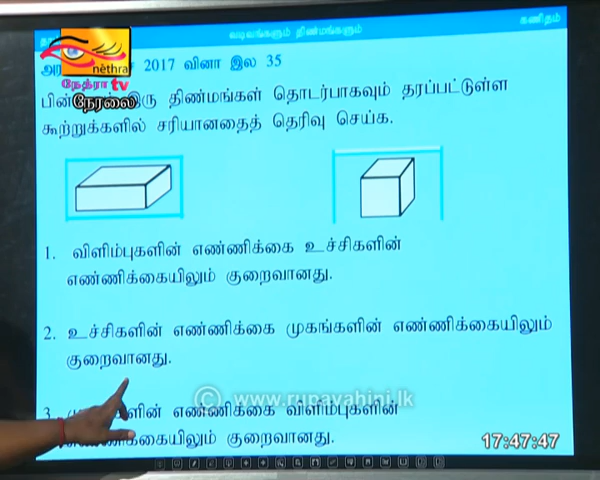 வடிவங்களும் திண்மங்களும்
கணிதம்
nethra
நேத்ரா tv
நேரலை
2017 வினா இல 35
இரு திண்மங்கள் தொடர்பாகவும் தரப்பட்டுள்ள
கூற்றுக்களில் சரியானதைத் தெரிவு செய்க.
1. விளிம்புகளின் எண்ணிக்கை உச்சிகளின்
எண்ணிக்கையிலும் குறைவானது.
2. உச்சிகளின் எண்ணிக்கை முகங்களின் எண்ணிக்கையிலும்
குறைவானது.
© www.rupavahini.lk
3. எண்ணிக்கை விளிம்புகளின்
குறைவானது.
17:47:47